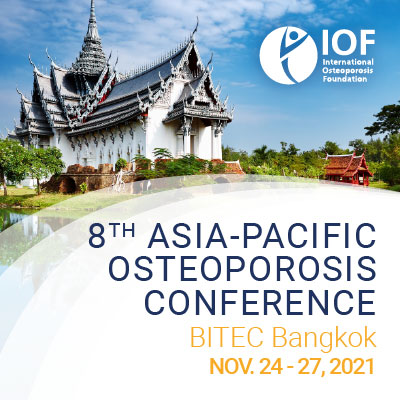 IOF
International
Osteoporosis
Foundation
8TH ASIA-PACIFIC
OSTEOPOROSIS
CONFERENCE
BITEC Bangkok
NOV. 24 - 27, 2021